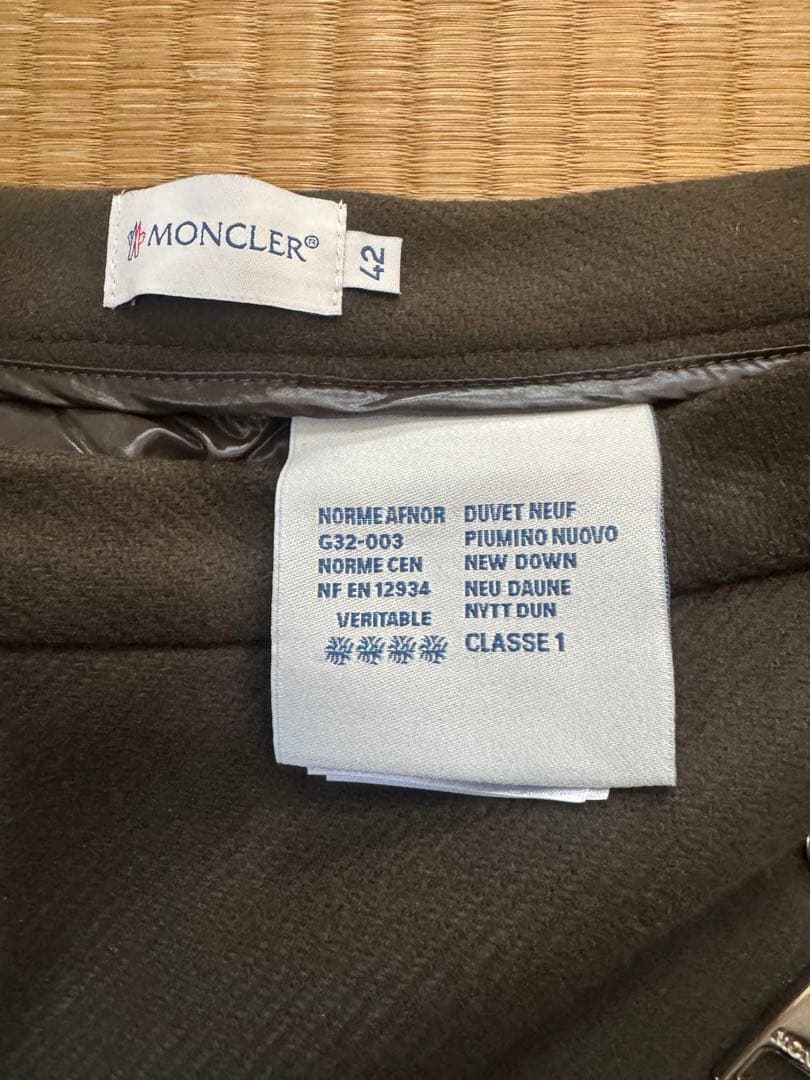 MONCLER®
42
NORME AFNOR
G32-003
NORME CEN
NF EN 12934
VERITABLE
DUVET NEUF
PIUMINO NUOVO
NEW DOWN
NEU DAUNE
NYTT DUN
CLASSE 1